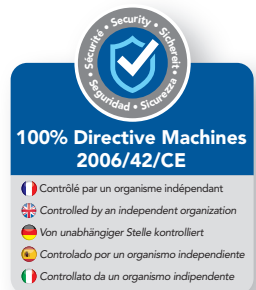 Sécurité • Security • Sichereit • Sicurezza • Seguridad •
100% Directive Machines
2006/42/CE
Contrôlé par un organisme indépendant
Controlled by an independent organization
Von unabhängiger Stelle kontrolliert
Controlado por un organismo independiente
Controllato da un organismo indipendente